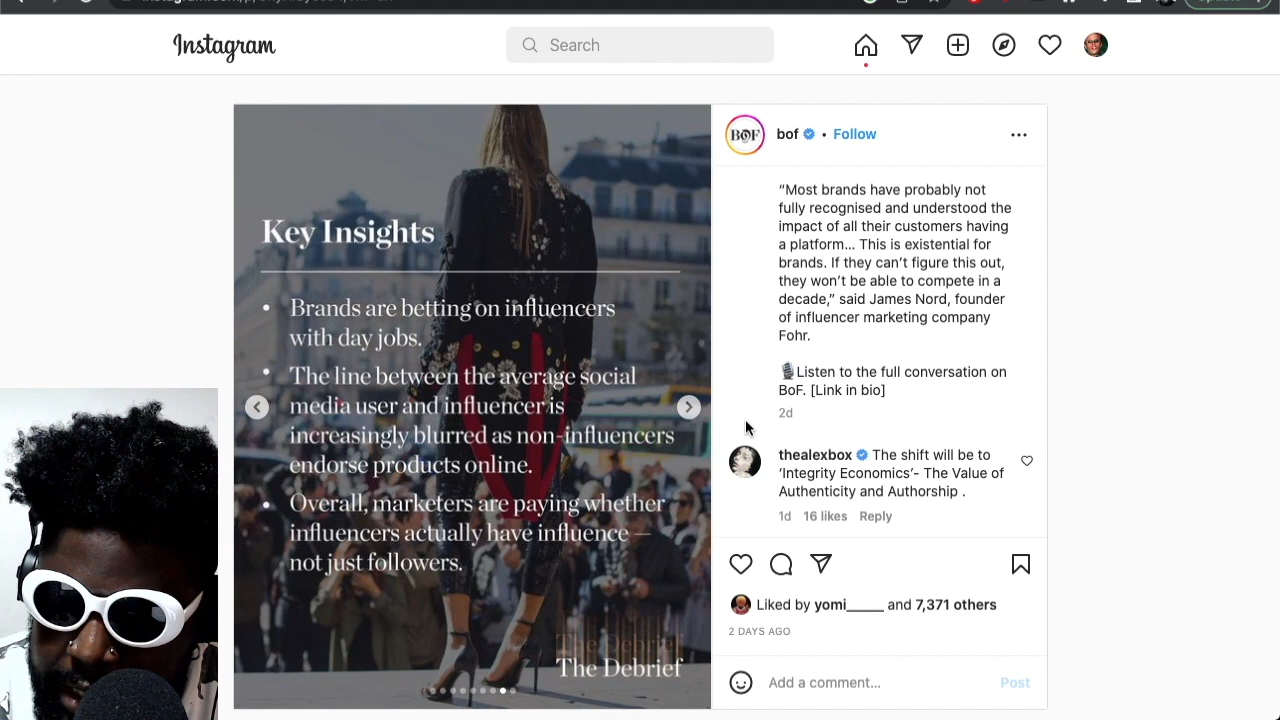 Instagram
Search
Key Insights
• Brands are betting on influencers
with day jobs.
• The line between the average social
media user and influencer is
increasingly blurred as non-influencers
endorse products online.
• Overall, marketers are paying whether
influencers actually have influence —
not just followers.
The Debrief
The Debrief
BOF
bof • Follow
“Most brands have probably not
fully recognised and understood the
impact of all their customers having
a platform... This is existential for
brands. If they can’t figure this out,
they won’t be able to compete in a
decade,” said James Nord, founder
of influencer marketing company
Fohr.
🎙️Listen to the full conversation on
BoF. [Link in bio]
2d
thealexbox The shift will be to
‘Integrity Economics’- The Value of
Authenticity and Authorship .
1d 16 likes Reply
Liked by yomi______ and 7,371 others
2 DAYS AGO
Add a comment... Post